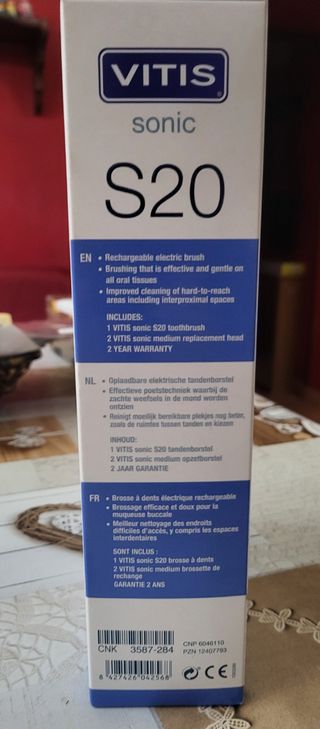 VITIS
sonic
S20
EN • Rechargeable electric brush
• Brushing that is effective and gentle on
all oral tissues
• Improved cleaning of hard-to-reach
areas including interproximal spaces
INCLUDES:
1 VITIS sonic S20 toothbrush
2 VITIS sonic medium replacement head
2 YEAR WARRANTY
NL • Oplaadbare elektrische tandenborstel
• Effectieve poetstechniek waarbij de
zachte weefsels in de mond worden
ontzien
• Reinigt moeilijk bereikbare plekjes nog beter,
zoals de ruimtes tussen tanden en kiezen
INHOUD:
1 VITIS sonic S20 tandenborstel
2 VITIS sonic medium opzetborstel
2 JAAR GARANTIE
FR • Brosse à dents électrique rechargeable
• Brossage efficace et doux pour la
muqueuse buccale
• Meilleur nettoyage des endroits
difficiles d'accès, y compris les espaces
interdentaires
SONT INCLUS :
1 VITIS sonic S20 brosse à dents
2 VITIS sonic medium brossette de
rechange
GARANTIE 2 ANS
CNK 3587-284
CNP 6046110
PZN 12407793
8 427426 042568
CE